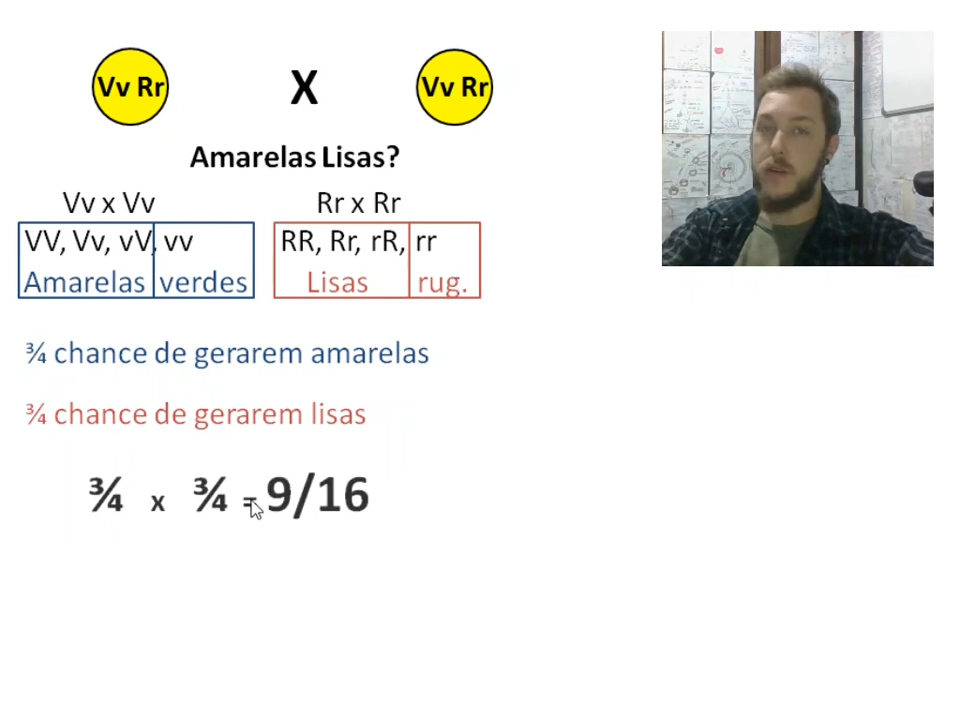 Vv Rr X Vv Rr
Amarelas Lisas?
Vv x Vv Rr x Rr
VV, Vv, vV, vv RR, Rr, rR, rr
Amarelas verdes Lisas rug.
¾ chance de gerarem amarelas
¾ chance de gerarem lisas
¾ x ¾ = 9/16